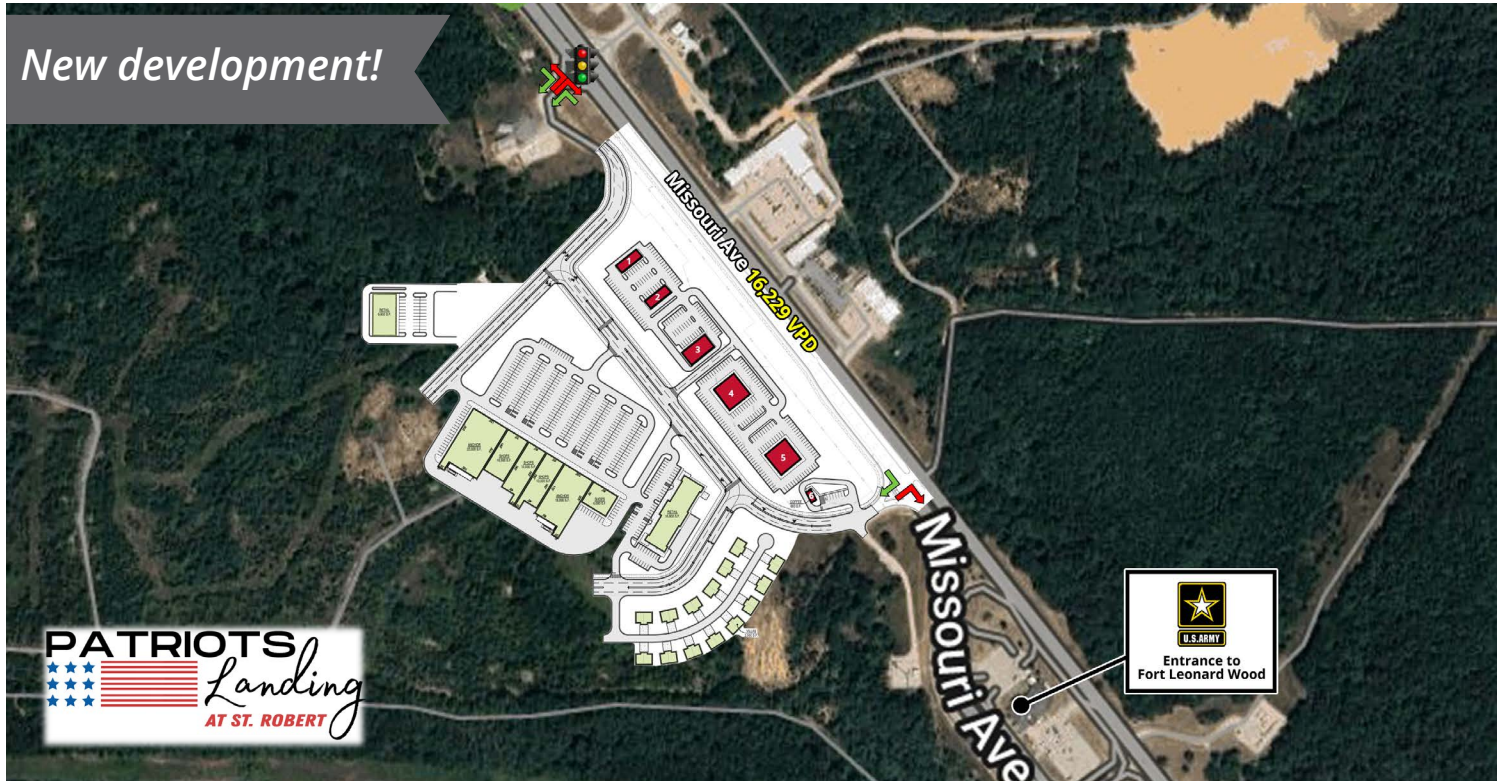 New development!
Missouri Ave 16,229 VPD
1
2
3
4
5
6
Missouri Ave
U.S.ARMY
Entrance to
Fort Leonard Wood
PATRIOTS
Landing
AT ST. ROBERT